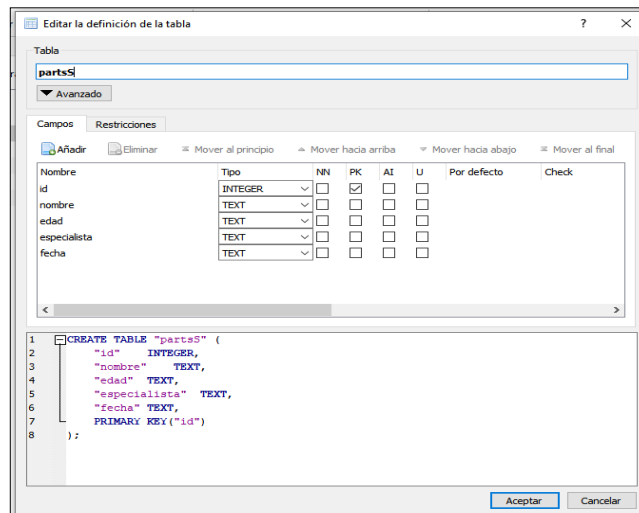 Editar la definición de la tabla ? ×
Tabla
partsS
Avanzado
Campos Restricciones
Añadir Eliminar Mover al principio Mover hacia arriba Mover hacia abajo Mover al final
Nombre Tipo NN PK AI U Por defecto Check
id INTEGER
nombre TEXT
edad TEXT
especialista TEXT
fecha TEXT
1 CREATE TABLE "partsS" (
2 "id" INTEGER,
3 "nombre" TEXT,
4 "edad" TEXT,
5 "especialista" TEXT,
6 "fecha" TEXT,
7 PRIMARY KEY("id")
8 );
Aceptar Cancelar